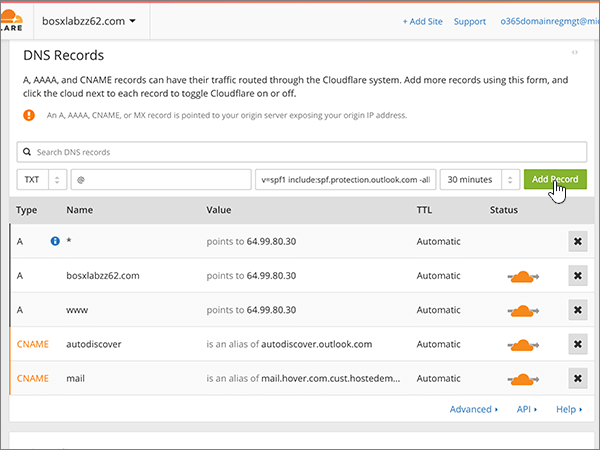 LARE
bosxlabzz62.com
+ Add Site Support o365domainregmgt@mi
DNS Records
A, AAAA, and CNAME records can have their traffic routed through the Cloudflare system. Add more records using this form, and
click the cloud next to each record to toggle Cloudflare on or off.
An A, AAAA, CNAME, or MX record is pointed to your origin server exposing your origin IP address.
Search DNS records
TXT @ v=spf1 include:spf.protection.outlook.com -all 30 minutes Add Record
Type Name Value TTL Status
A * points to 64.99.80.30 Automatic
A bosxlabzz62.com points to 64.99.80.30 Automatic
A www points to 64.99.80.30 Automatic
CNAME autodiscover is an alias of autodiscover.outlook.com Automatic
CNAME mail is an alias of mail.hover.com.cust.hostedem... Automatic
Advanced API Help